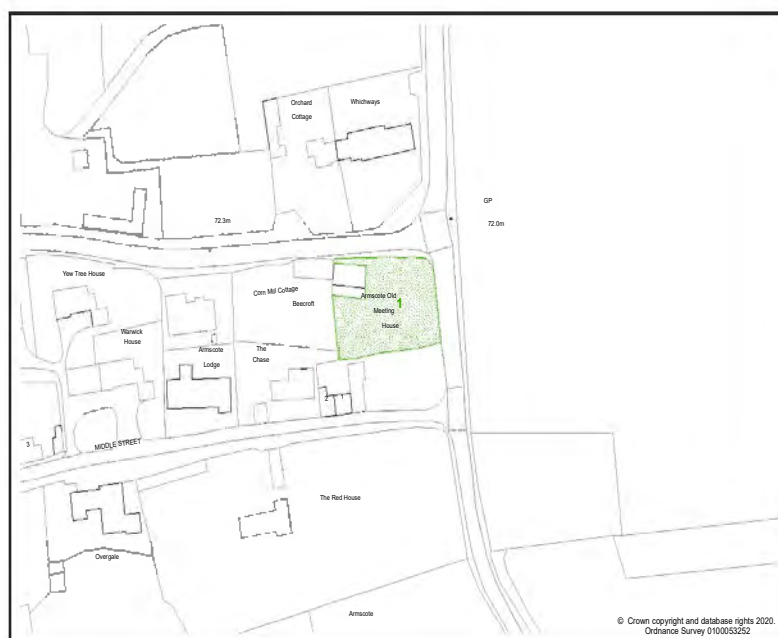 Orchard
Cottage
Whichways
GP
72.3m
72.0m
Yew Tree House
Corn Mill Cottage
Beecroft
Armscote Old
1
Meeting
House
Warwick
House
Armscote
Lodge
The
Chase
2
1
3
MIDDLE STREET
The Red House
Overgale
Armscote
© Crown copyright and database rights 2020.
Ordnance Survey 0100053252